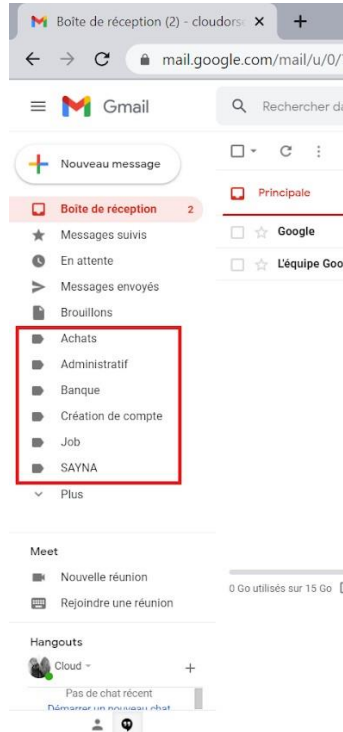 Boîte de réception (2) - cloudors
mail.google.com/mail/u/0/
Gmail
Rechercher da
Nouveau message
Principale
Boîte de réception 2
Google
Messages suivis
En attente
L'équipe Goo
Messages envoyés
Brouillons
Achats
Administratif
Banque
Création de compte
Job
SAYNA
Plus
Meet
Nouvelle réunion
0 Go utilisés sur 15 Go
Rejoindre une réunion
Hangouts
Cloud
Pas de chat récent
Démarrer un nouveau chat